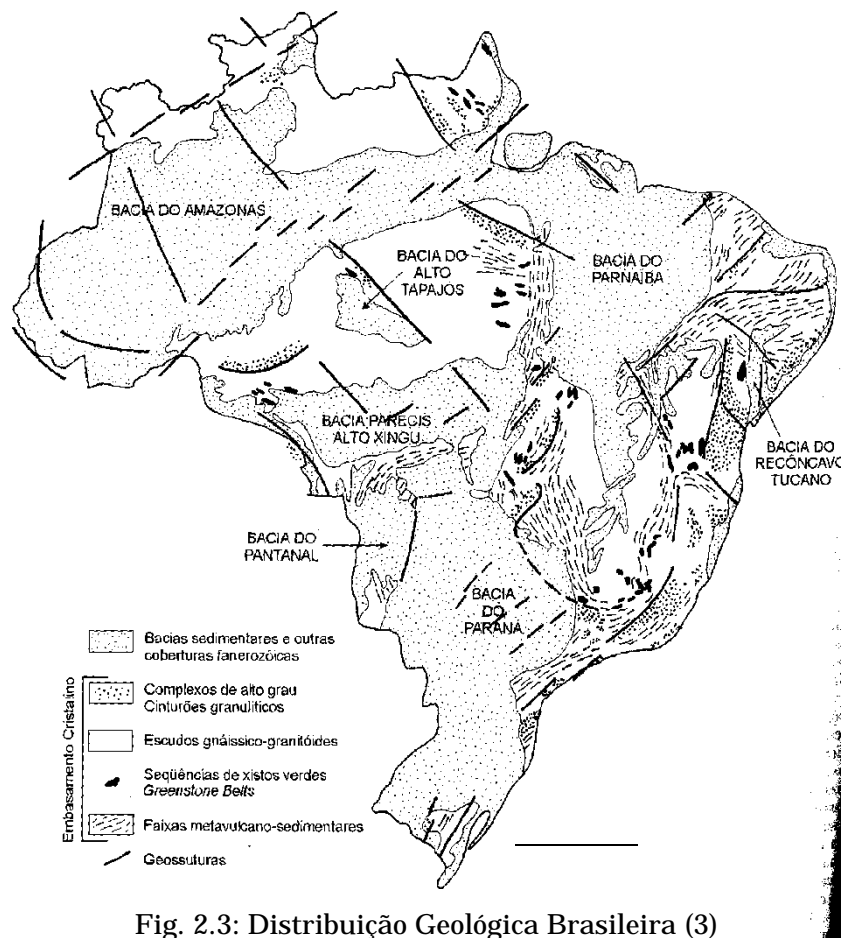 BACIA DO AMAZONAS
BACIA DO
ALTO
TAPAJOS
BACIA DO
PARNAIBA
BACIA PARECIS
ALTO XINGU
BACIA DO
RECÔNCAVO
TUCANO
BACIA DO
PANTANAL
BACIA
DO
PARANA
Bacias sedimentares e outras
coberturas fanerozóicas
Embasamento Cristalino
Complexos de alto grau
Cinturões granulíticos
Escudos gnáissico-granitóides
Seqüências de xistos verdes
Greenstone Belts
Faixas metavulcano-sedimentares
Geossuturas
Fig. 2.3: Distribuição Geológica Brasileira (3)